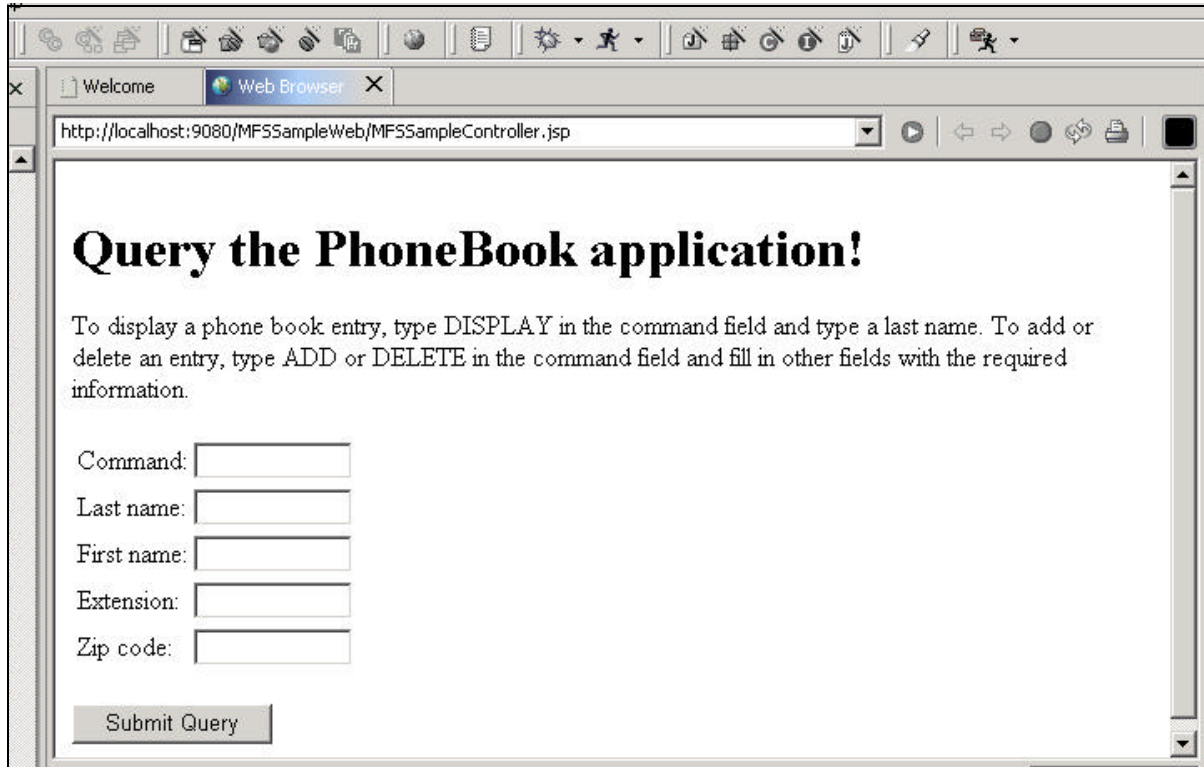 Welcome
Web Browser
http://localhost:9080/MFSSampleWeb/MFSSampleController.jsp
Query the PhoneBook application!
To display a phone book entry, type DISPLAY in the command field and type a last name. To add or
delete an entry, type ADD or DELETE in the command field and fill in other fields with the required
information.
Command:
Last name:
First name:
Extension:
Zip code:
Submit Query